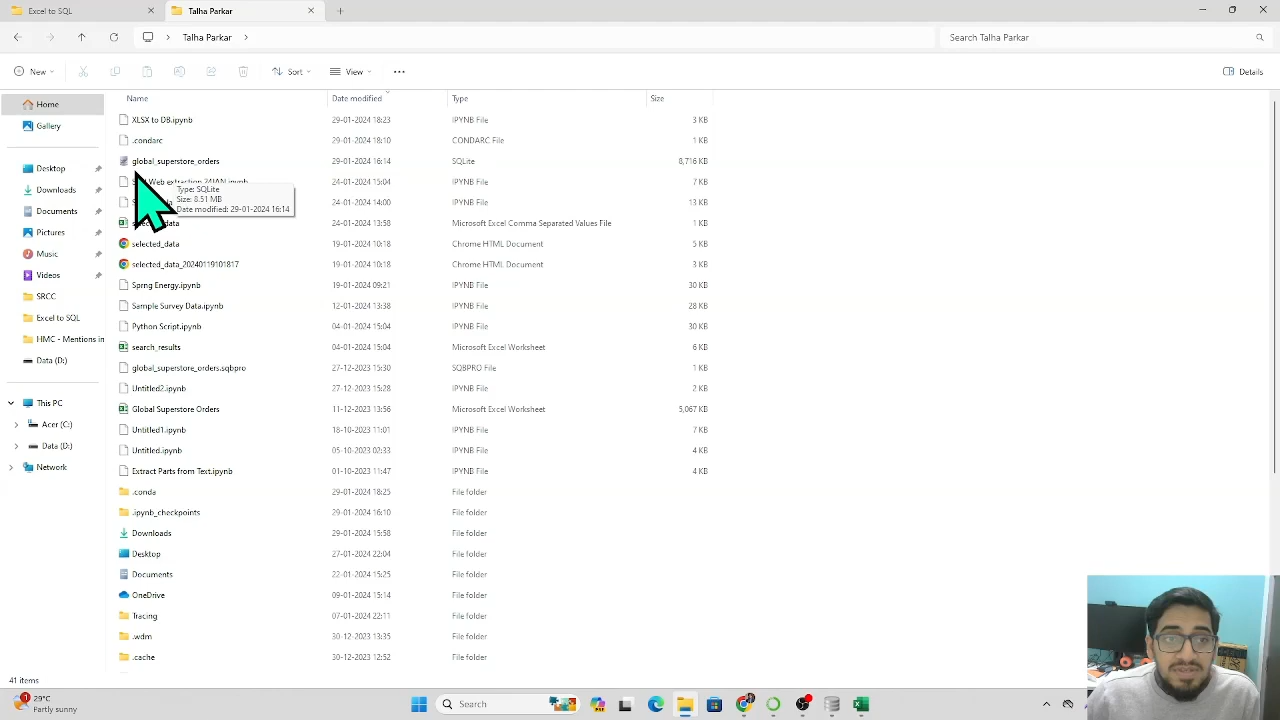 Excel to SQL
Talha Parkar
Talha Parkar
Search Talha Parkar
New
Sort
View
Details
Name Date modified Type Size
Home
Gallery
Desktop
Downloads
Documents
Pictures
Music
Videos
SRCC
Excel to SQL
HMC - Mentions in
Data (D:)
This PC
Acer (C:)
Data (D:)
Network
XLSX to DB.ipynb 29-01-2024 18:23 IPYNB File 3 KB
.condarc 29-01-2024 18:10 CONDARC File 1 KB
global_superstore_orders 29-01-2024 16:14 SQLite 8,716 KB
Web extraction 24JAN.ipynb 24-01-2024 15:04 IPYNB File 7 KB
24-01-2024 14:00 IPYNB File 13 KB
24-01-2024 13:58 Microsoft Excel Comma Separated Values File 1 KB
Type: SQLite
Size: 8.51 MB
Date modified: 29-01-2024 16:14
selected_data 19-01-2024 10:18 Chrome HTML Document 5 KB
selected_data_20240119101817 19-01-2024 10:18 Chrome HTML Document 3 KB
Sprng Energy.ipynb 19-01-2024 09:21 IPYNB File 30 KB
Sample Survey Data.ipynb 12-01-2024 13:38 IPYNB File 28 KB
Python Script.ipynb 04-01-2024 15:04 IPYNB File 30 KB
search_results 04-01-2024 15:04 Microsoft Excel Worksheet 6 KB
global_superstore_orders.sqbpro 27-12-2023 15:30 SQBPRO File 1 KB
Untitled2.ipynb 27-12-2023 15:28 IPYNB File 2 KB
Global Superstore Orders 11-12-2023 13:56 Microsoft Excel Worksheet 5,067 KB
Untitled1.ipynb 18-10-2023 11:01 IPYNB File 7 KB
Untitled.ipynb 05-10-2023 02:33 IPYNB File 4 KB
Extract Parts from Text.ipynb 01-10-2023 11:47 IPYNB File 4 KB
.conda 29-01-2024 18:25 File folder
.ipynb_checkpoints 29-01-2024 16:10 File folder
Downloads 29-01-2024 15:58 File folder
Desktop 27-01-2024 22:04 File folder
Documents 22-01-2024 15:25 File folder
OneDrive 09-01-2024 15:14 File folder
Tracing 07-01-2024 22:11 File folder
.wdm 30-12-2023 13:35 File folder
.cache 30-12-2023 12:52 File folder
41 items
29°C
Partly sunny
Search